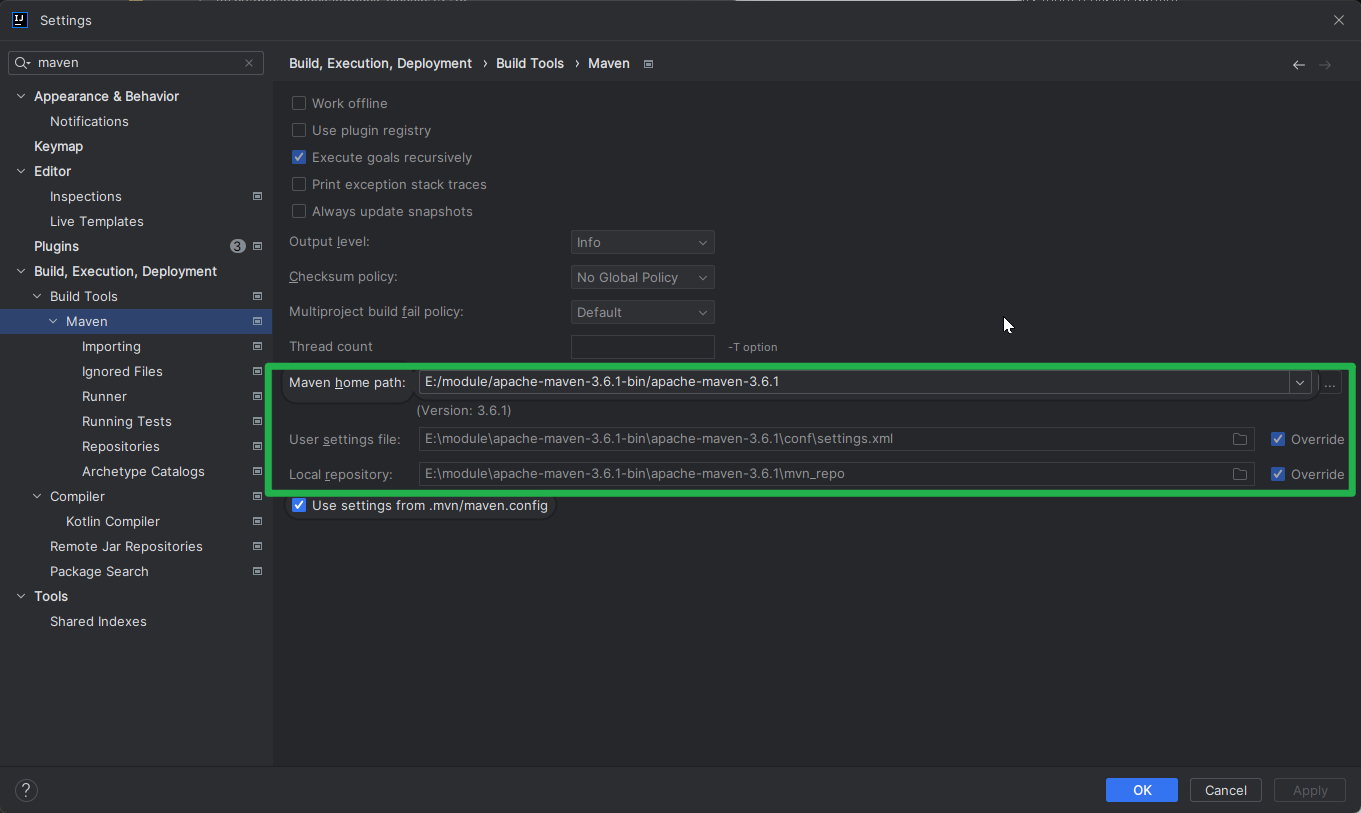 Settings
maven
Build, Execution, Deployment › Build Tools › Maven
Appearance & Behavior
Notifications
Keymap
Editor
Inspections
Live Templates
Plugins 3
Build, Execution, Deployment
Build Tools
Maven
Importing
Ignored Files
Runner
Running Tests
Repositories
Archetype Catalogs
Compiler
Kotlin Compiler
Remote Jar Repositories
Package Search
Tools
Shared Indexes
Work offline
Use plugin registry
Execute goals recursively
Print exception stack traces
Always update snapshots
Output level: Info
Checksum policy: No Global Policy
Multiproject build fail policy: Default
Thread count -T option
Maven home path: E:/module/apache-maven-3.6.1-bin/apache-maven-3.6.1 ...
(Version: 3.6.1)
User settings file: E:\module\apache-maven-3.6.1-bin\apache-maven-3.6.1\conf\settings.xml Override
Local repository: E:\module\apache-maven-3.6.1-bin\apache-maven-3.6.1\mvn_repo Override
Use settings from .mvn/maven.config
? OK Cancel Apply